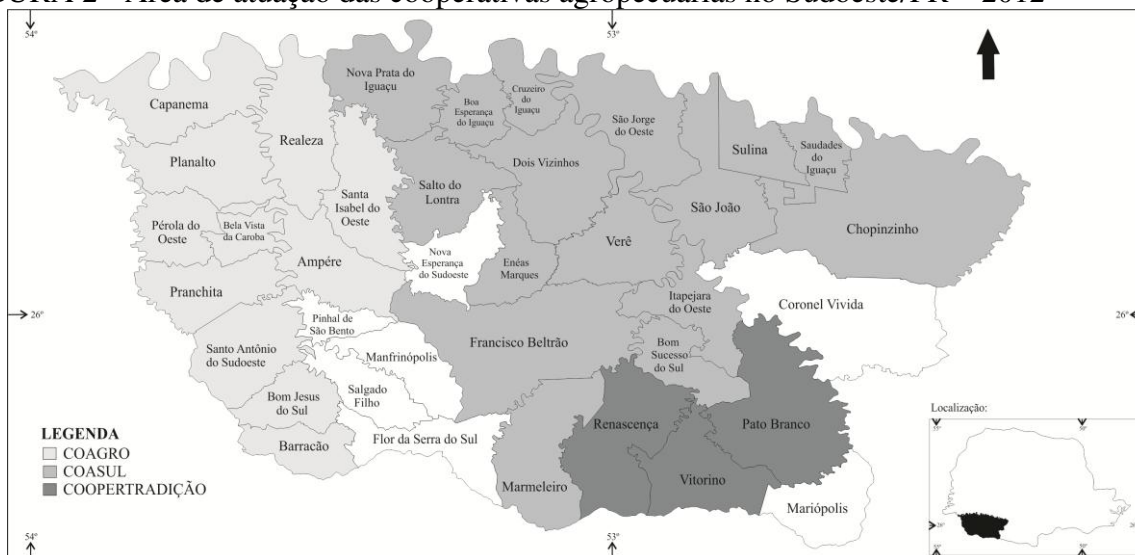 Área de atuação das cooperativas agropecuárias no Sudoeste/PR – 2012
54°
53°
Nova Prata do
Iguaçu
Boa
Esperança
do Iguaçu
Cruzeiro
do
Iguaçu
São Jorge
do Oeste
Sulina
Saudades
do
Iguaçu
Capanema
Realeza
Planalto
Dois Vizinhos
Salto do
Lontra
Santa
Isabel do
Oeste
São João
Chopinzinho
Pérola do
Oeste
Bela Vista
da Caroba
Ampére
Nova
Esperança
do Sudoeste
Enéas
Marques
Verê
Pranchita
Coronel Vivida
Itapejara
do Oeste
26°
26°
Pinhal de
São Bento
Francisco Beltrão
Santo Antônio
do Sudoeste
Manfrinópolis
Bom
Sucesso
do Sul
Bom Jesus
do Sul
Salgado
Filho
Renascença
Pato Branco
Localização:
LEGENDA
COAGRO
COASUL
COOPERTRADIÇÃO
Barracão
Flor da Serra do Sul
Marmeleiro
Vitorino
Mariópolis
54°
53°